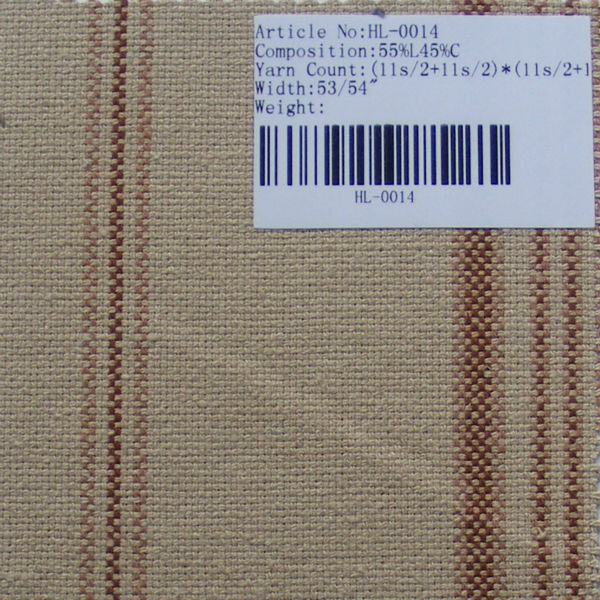 Article No:HL-0014
Composition:55%L45%C
Yarn Count:(11s/2+11s/2)*(11s/2+1
Width:53/54"
Weight:
HL-0014